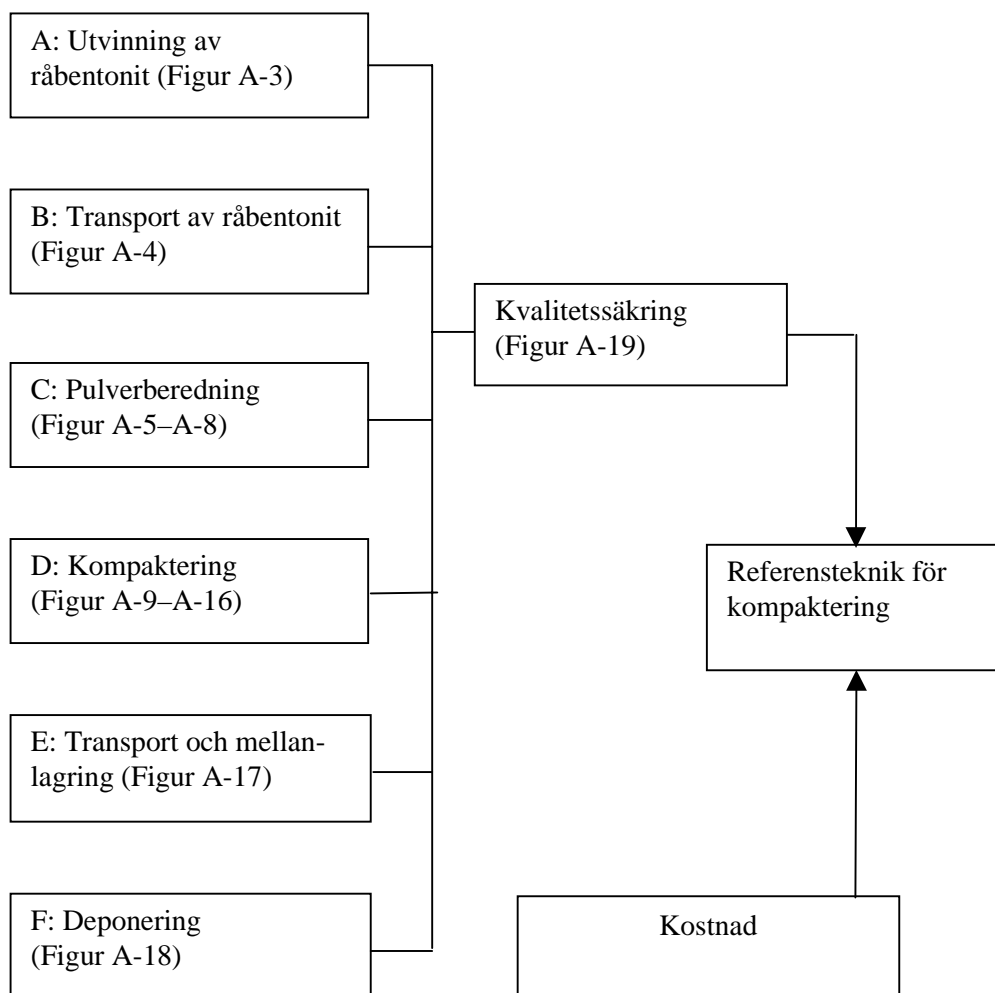 A: Utvinning av
råbentonit (Figur A-3)
B: Transport av råbentonit
(Figur A-4)
Kvalitetssäkring
(Figur A-19)
C: Pulverberedning
(Figur A-5–A-8)
D: Kompaktering
(Figur A-9–A-16)
Referensteknik för
kompaktering
E: Transport och mellan-
lagring (Figur A-17)
F: Deponering
(Figur A-18)
Kostnad